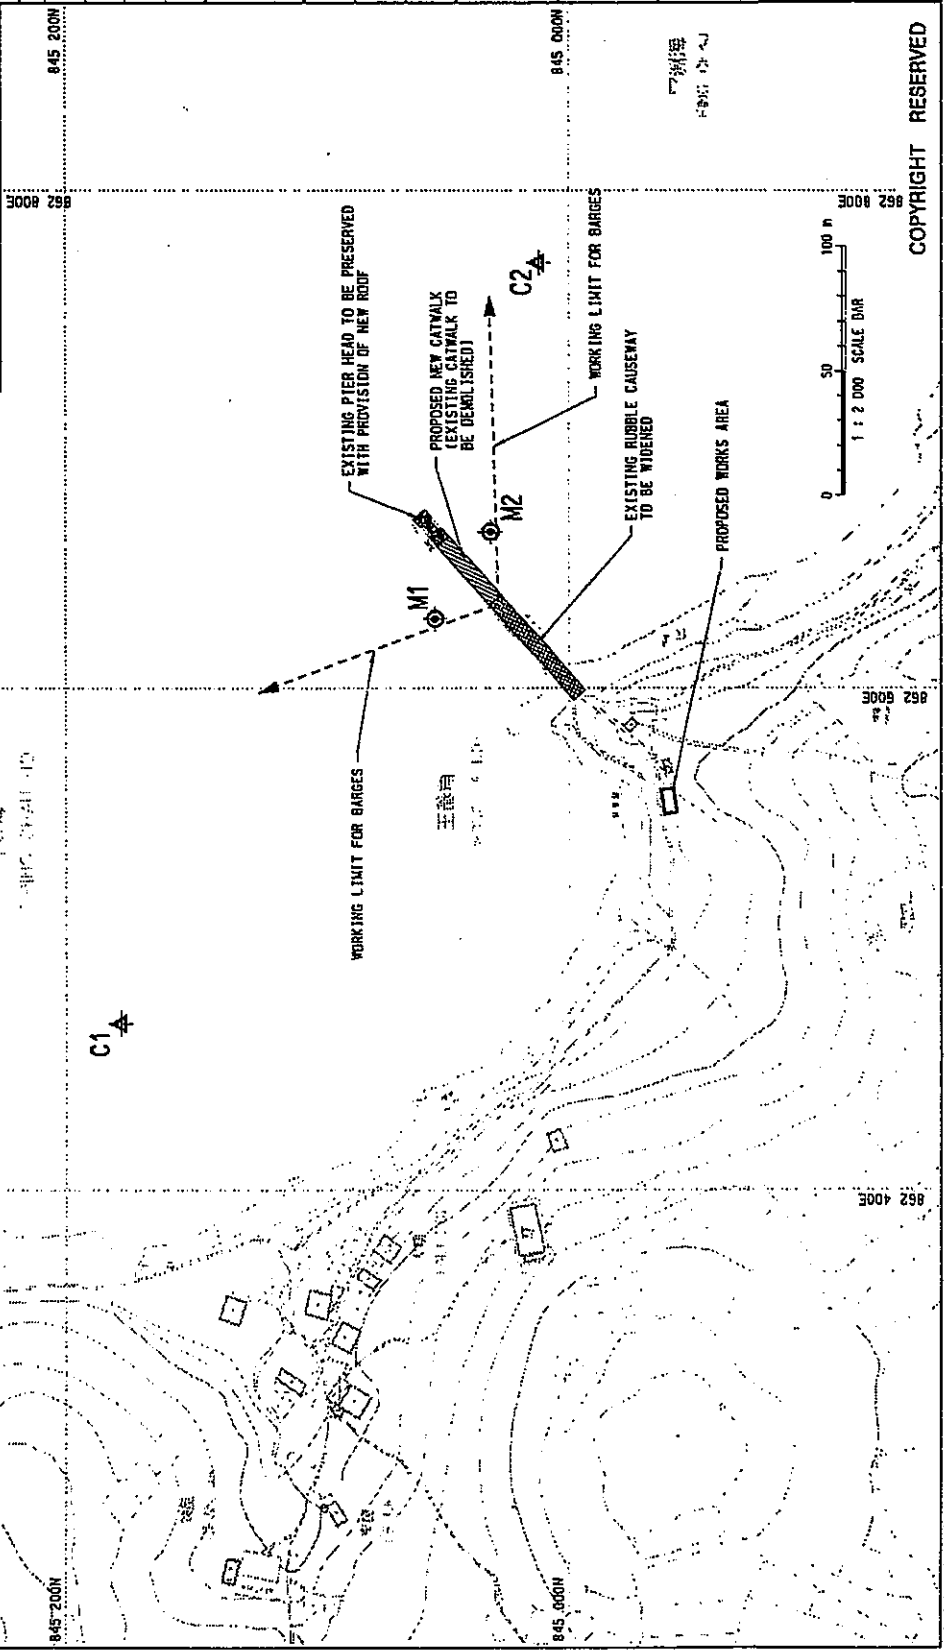 845 200N
845 000N
862 800E
862 800E
EXISTING PIER HEAD TO BE PRESERVED
WITH PROVISION OF NEW ROOF
PROPOSED NEW CATWALK
(EXISTING CATWALK TO
BE DEMOLISHED)
C2
WORKING LIMIT FOR BARGES
M1
M2
EXISTING RUBBLE CAUSEWAY
TO BE WIDENED
PROPOSED WORKS AREA
0 50 100 m
1 : 2 000 SCALE BAR
COPYRIGHT RESERVED
862 600E
WORKING LIMIT FOR BARGES
C1
862 400E
845 200N
845 000N